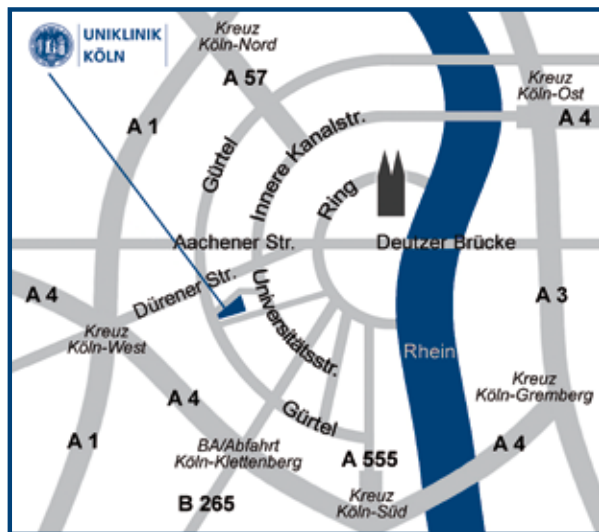 UNIKLINIK
KÖLN
Kreuz
Köln-Nord
A 57
Kreuz
Köln-Ost
A 4
A 1
Gürtel
Innere Kanalstr.
Ring
Aachener Str.
Deutzer Brücke
Dürener Str.
A 4
Universitätsstr.
A 3
Kreuz
Köln-West
Rhein
Kreuz
Köln-Gremberg
A 4
Gürtel
A 1
BA/Abfahrt
Köln-Klettenberg
A 555
A 4
B 265
Kreuz
Köln-Süd